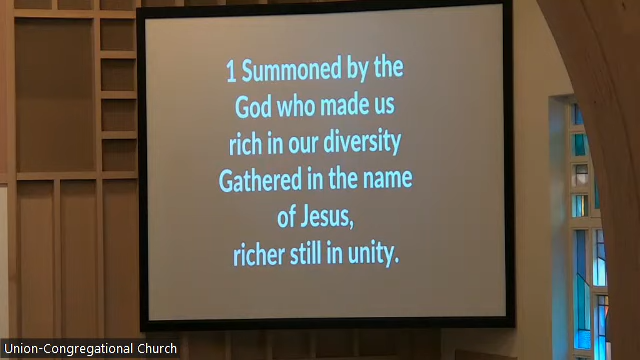 1 Summoned by the
God who made us
rich in our diversity
Gathered in the name
of Jesus,
richer still in unity.
Union-Congregational Church